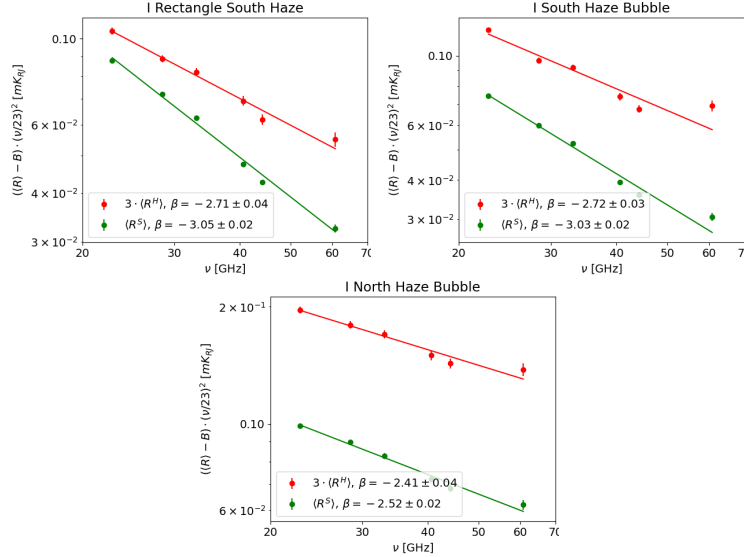 I Rectangle South Haze
((R) − B) · (ν/23)² [mK_RJ]
0.10
6 × 10⁻²
4 × 10⁻²
3 × 10⁻²
3 · ⟨R^H⟩, β = −2.71 ± 0.04
⟨R^S⟩, β = −3.05 ± 0.02
20 30 40 50 60 70
ν [GHz]
I South Haze Bubble
((R) − B) · (ν/23)² [mK_RJ]
0.10
6 × 10⁻²
4 × 10⁻²
3 × 10⁻²
3 · ⟨R^H⟩, β = −2.72 ± 0.03
⟨R^S⟩, β = −3.03 ± 0.02
20 30 40 50 60 7
ν [GHz]
I North Haze Bubble
((R) − B) · (ν/23)² [mK_RJ]
2 × 10⁻¹
0.10
6 × 10⁻²
3 · ⟨R^H⟩, β = −2.41 ± 0.04
⟨R^S⟩, β = −2.52 ± 0.02
20 30 40 50 60 70
ν [GHz]